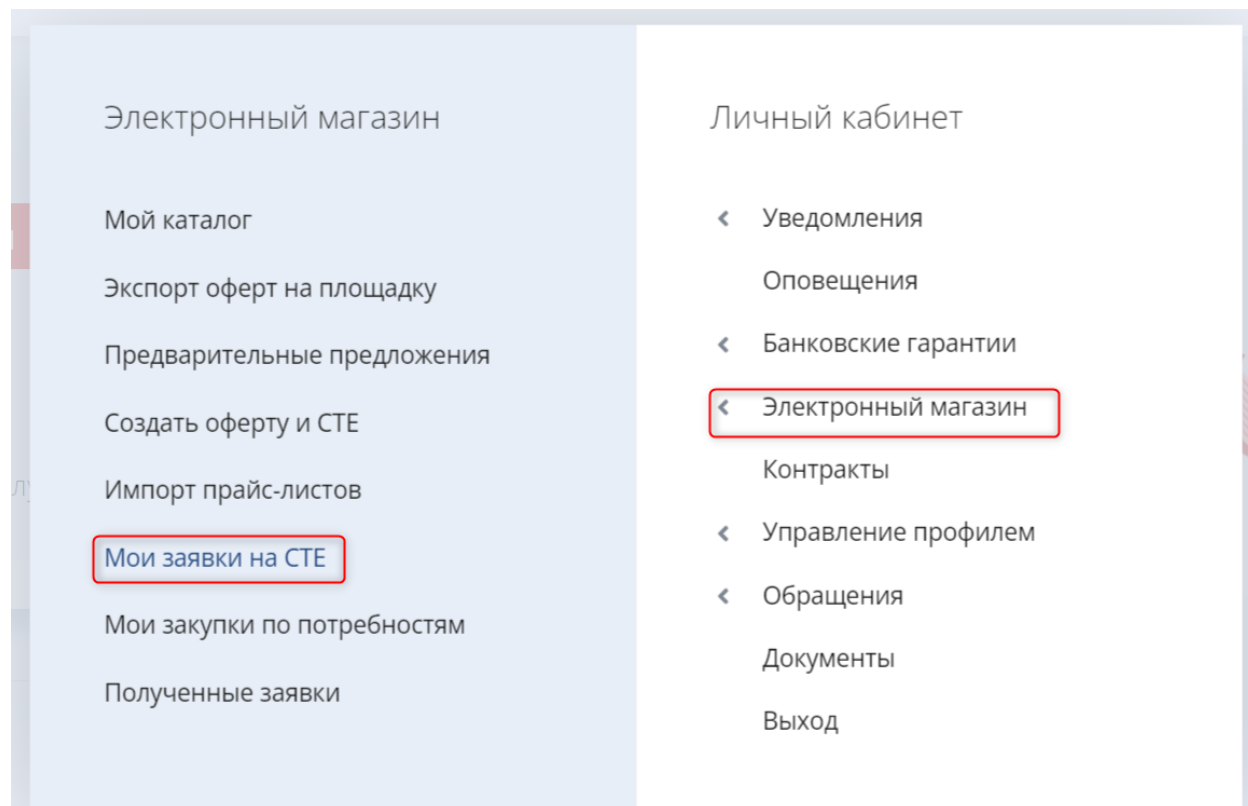 Электронный магазин
Мой каталог
Экспорт оферт на площадку
Предварительные предложения
Создать оферту и СТЕ
Импорт прайс-листов
Мои заявки на СТЕ
Мои закупки по потребностям
Полученные заявки
Личный кабинет
Уведомления
Оповещения
Банковские гарантии
Электронный магазин
Контракты
Управление профилем
Обращения
Документы
Выход